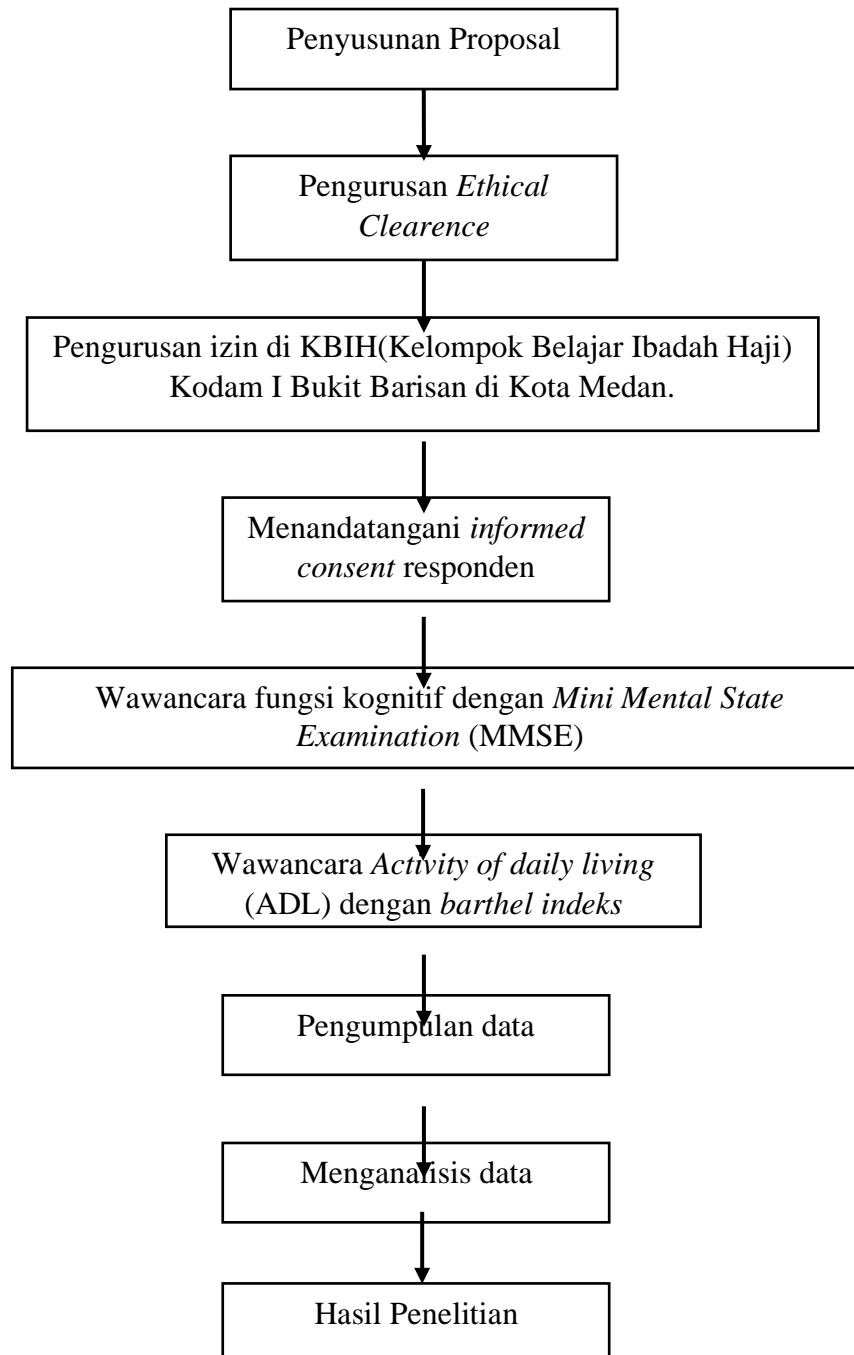 Penyusunan Proposal
Pengurusan Ethical
Clearence
Pengurusan izin di KBIH(Kelompok Belajar Ibadah Haji)
Kodam I Bukit Barisan di Kota Medan.
Menandatangani informed
consent responden
Wawancara fungsi kognitif dengan Mini Mental State
Examination (MMSE)
Wawancara Activity of daily living
(ADL) dengan barthel indeks
Pengumpulan data
Menganalisis data
Hasil Penelitian